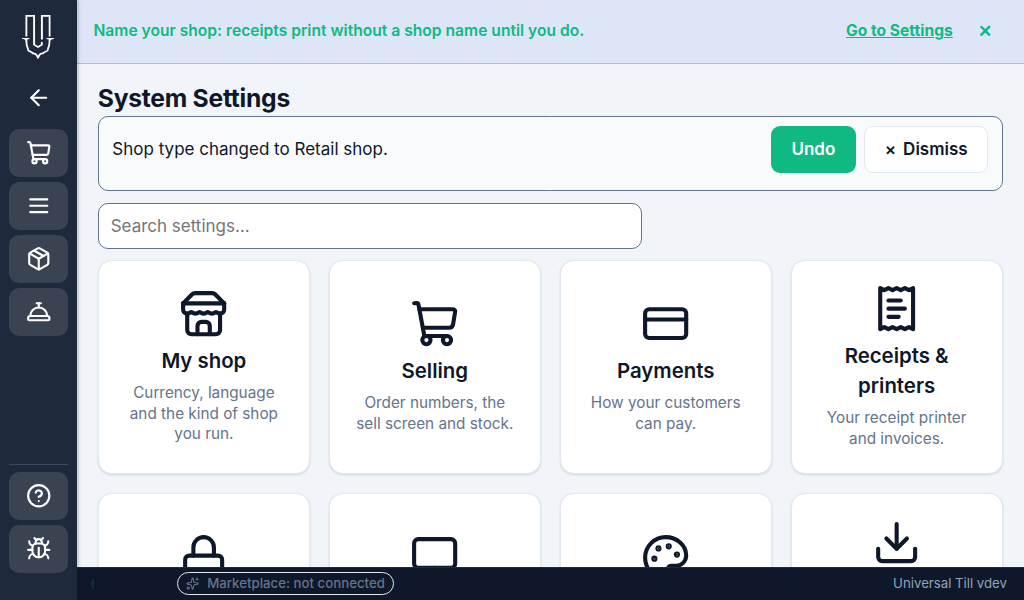 Name your shop: receipts print without a shop name until you do.
Go to Settings ×
System Settings
Shop type changed to Retail shop.
Undo
× Dismiss
Search settings...
My shop
Currency, language
and the kind of shop
you run.
Selling
Order numbers, the
sell screen and stock.
Payments
How your customers
can pay.
Receipts &
printers
Your receipt printer
and invoices.
Marketplace: not connected
Universal Till vdev